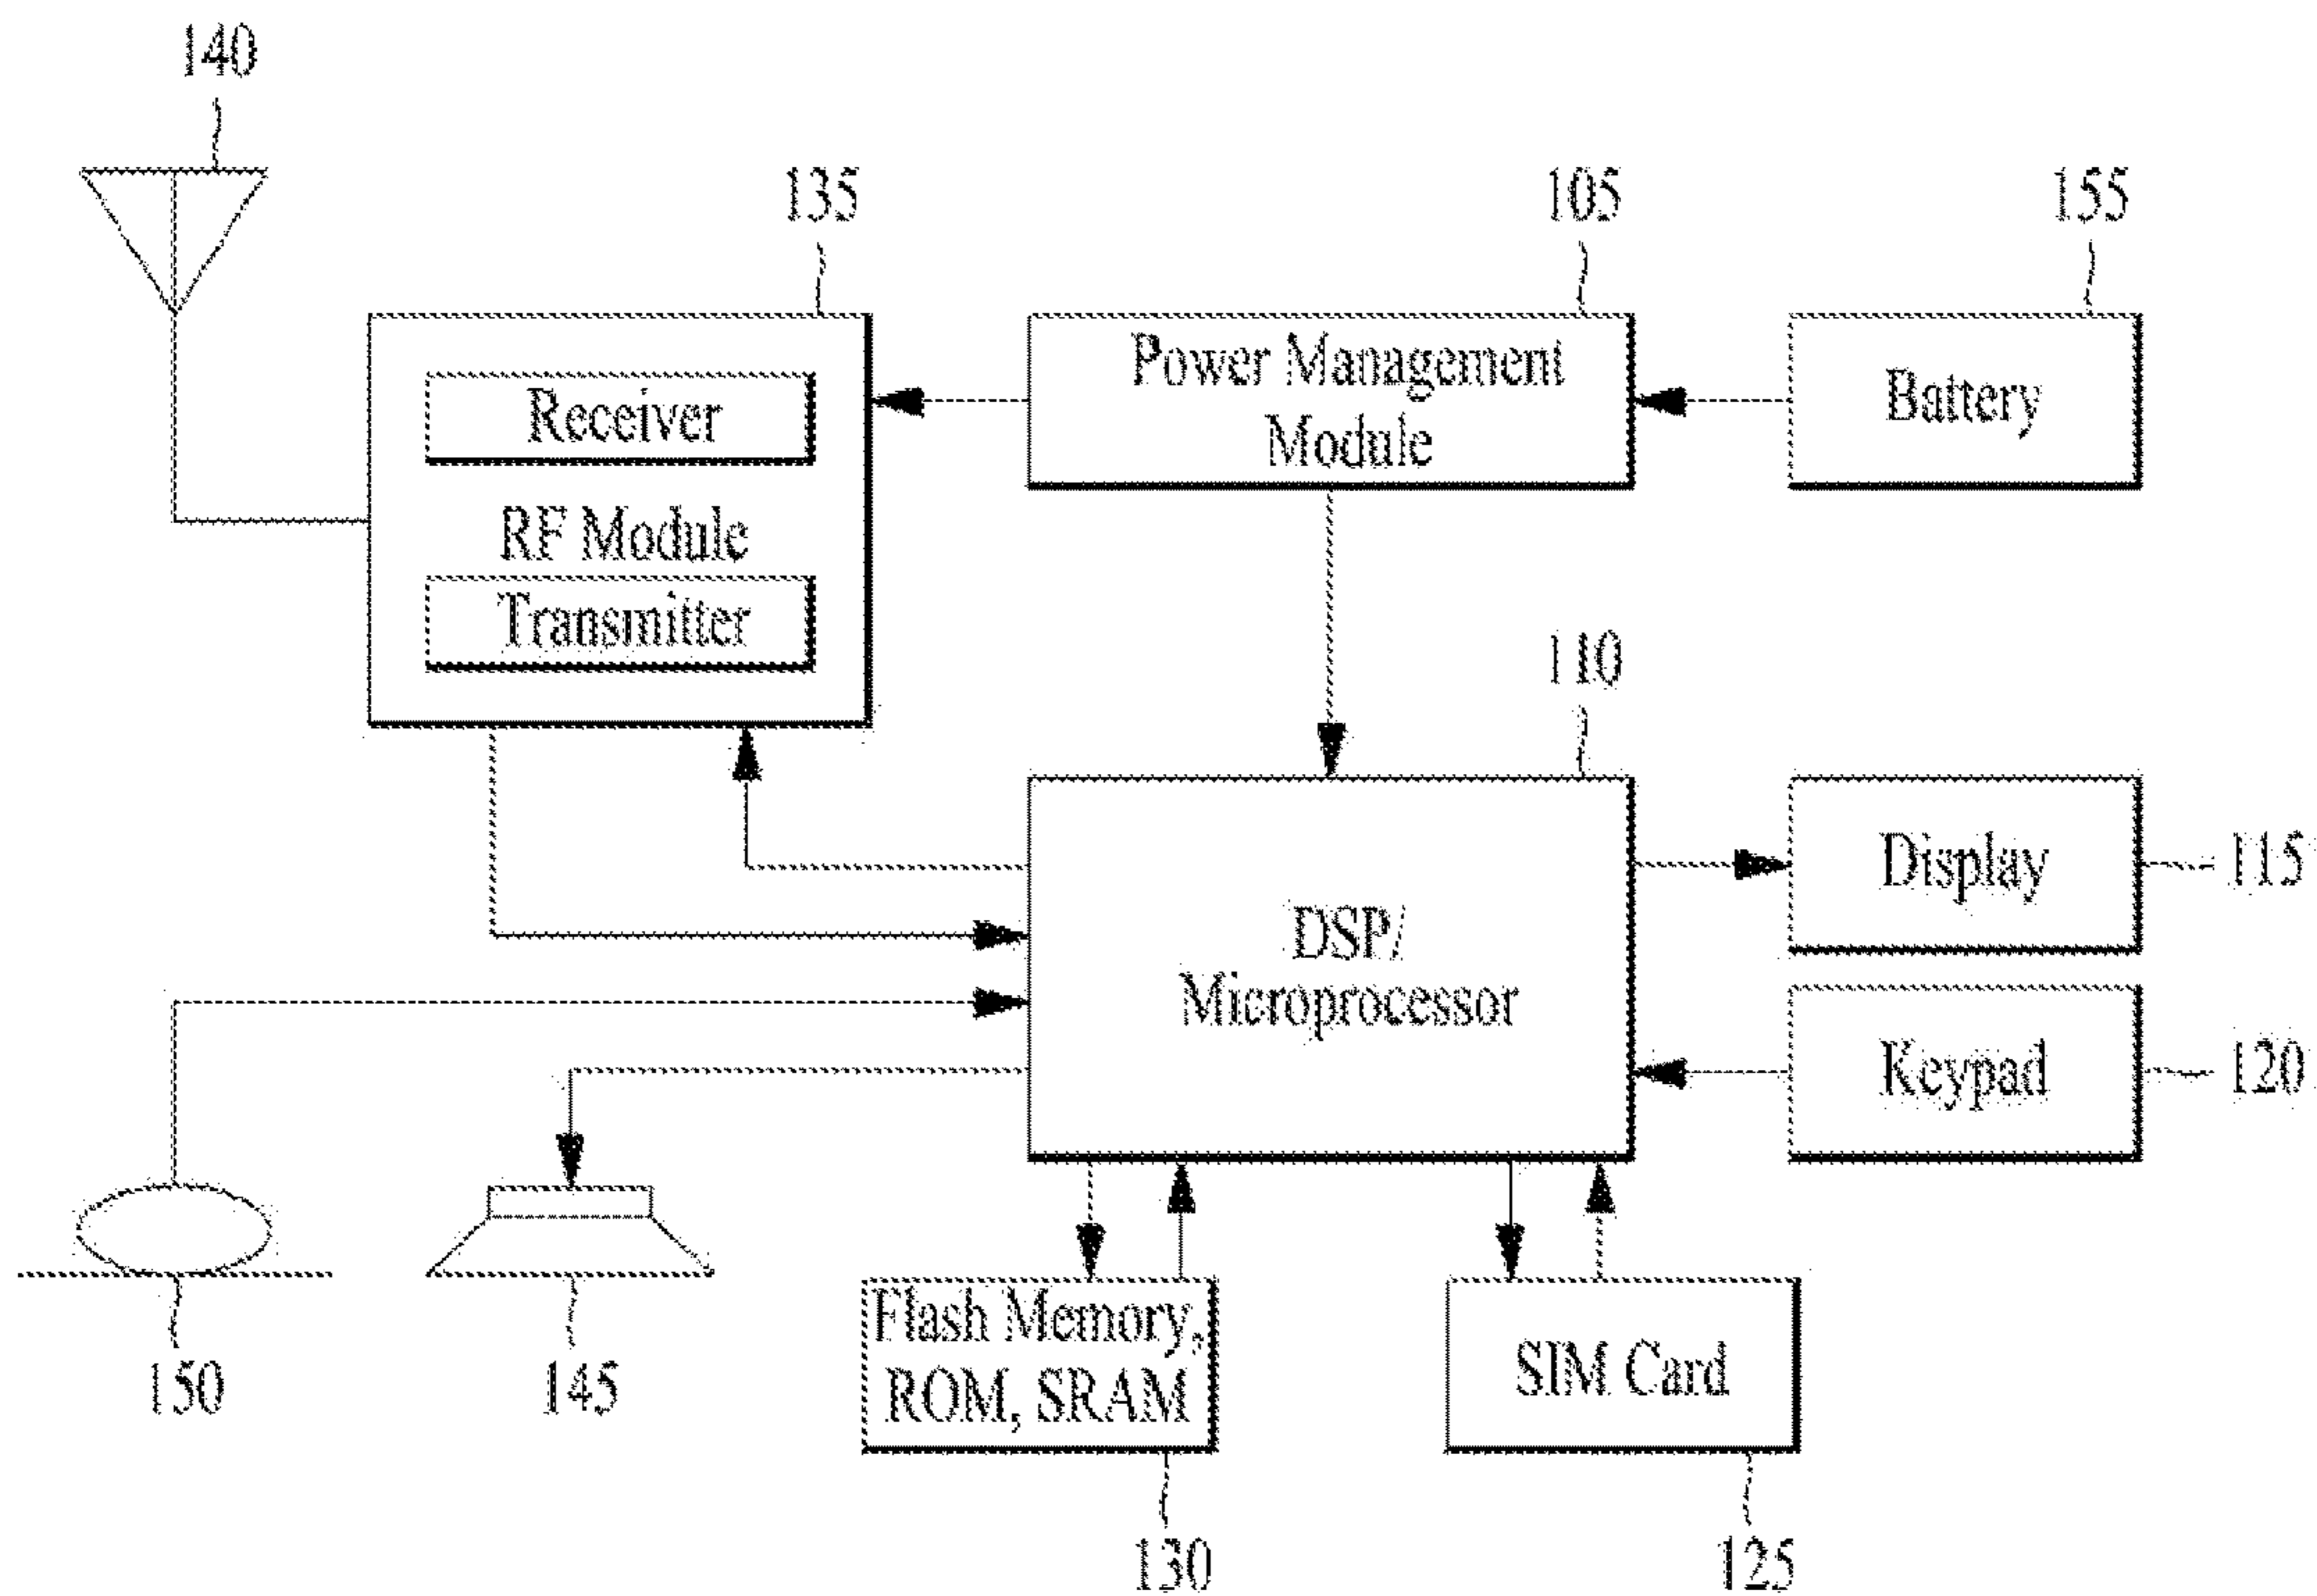 140
135
105
155
Receiver
RF Module
Transmitter
Power Management
Module
Battery
110
DSP/
Microprocessor
Display
115
Keypad
120
150
145
Flash Memory,
ROM, SRAM
130
SIM Card
125